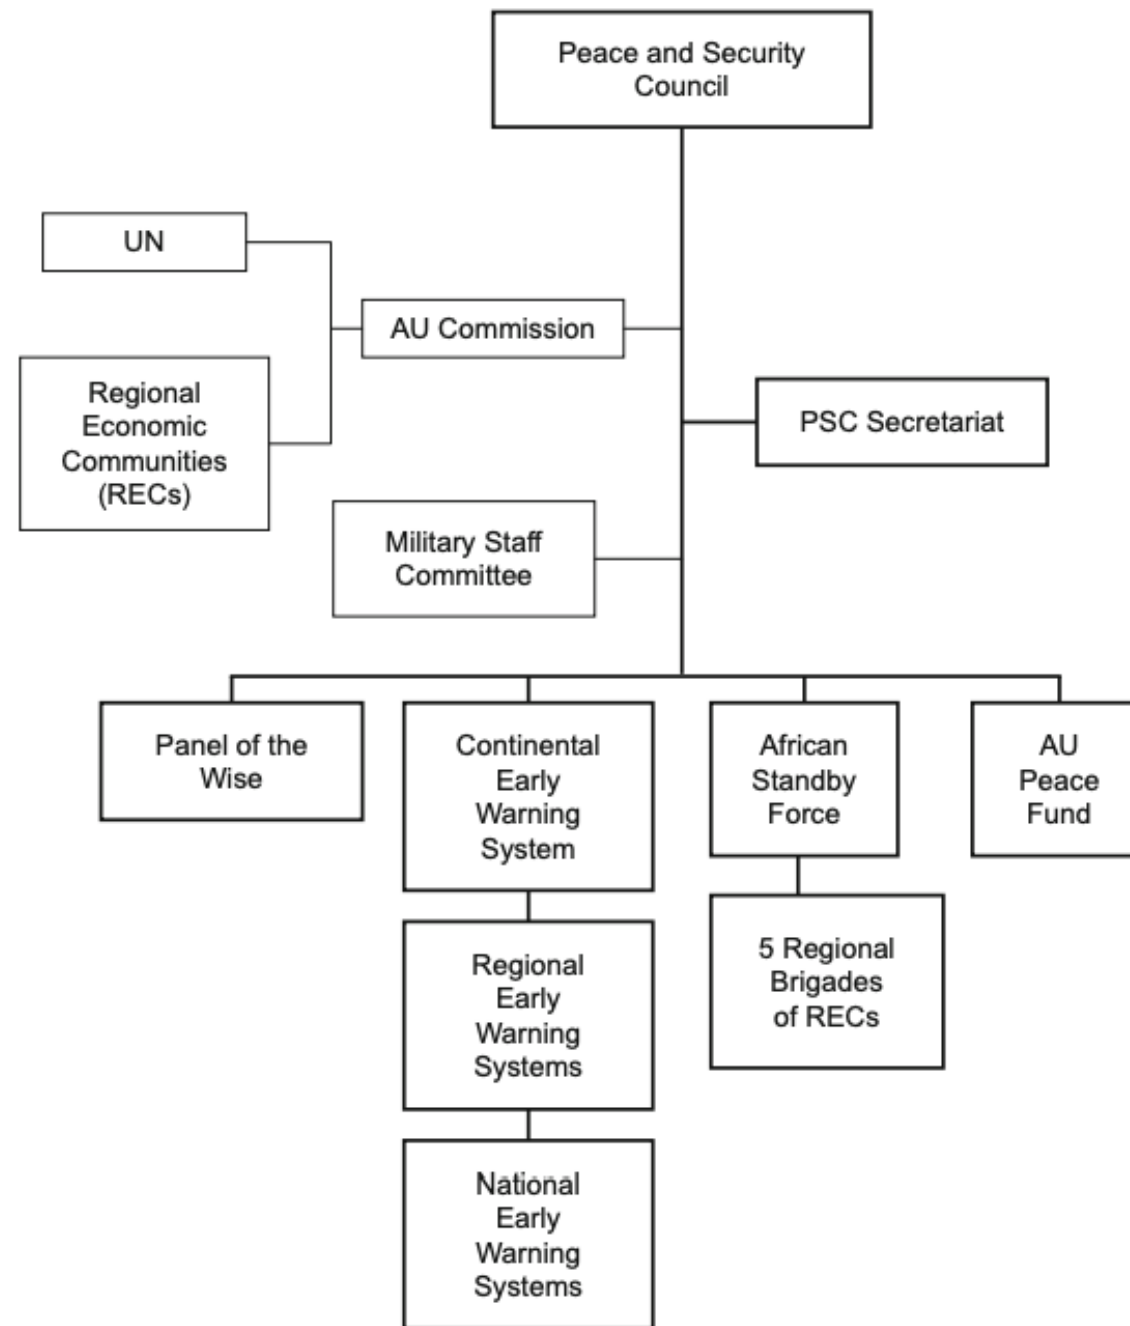 Peace and Security
Council
UN
AU Commission
Regional
Economic
Communities
(RECs)
PSC Secretariat
Military Staff
Committee
Panel of the
Wise
Continental
Early
Warning
System
African
Standby
Force
AU
Peace
Fund
Regional
Early
Warning
Systems
5 Regional
Brigades
of RECs
National
Early
Warning
Systems